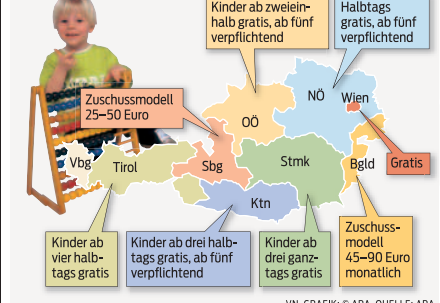 Kinder ab zweiein-
halb gratis, ab fünf
verpflichtend
Halbtags
gratis, ab fünf
verpflichtend
Zuschussmodell
25–50 Euro
NÖ
Wien
OÖ
Vbg
Tirol
Sbg
Stmk
Bgld
Gratis
Ktn
Kinder ab
vier halb-
tags gratis
Kinder ab drei halb-
tags gratis, ab fünf
verpflichtend
Kinder ab
drei ganz-
tags gratis
Zuschuss-
modell
45–90 Euro
monatlich
VN-GRAFIK; © APA, QUELLE: APA